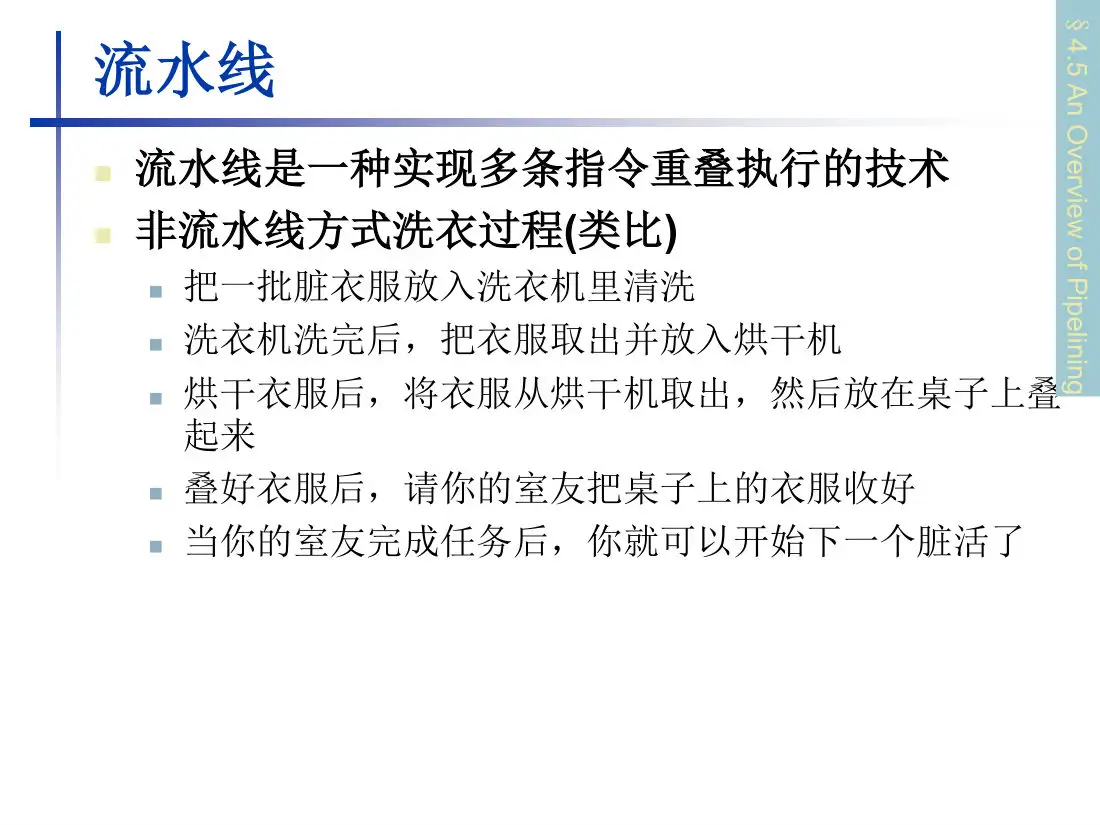 流水线
流水线是一种实现多条指令重叠执行的技术
非流水线方式洗衣过程(类比)
把一批脏衣服放入洗衣机里清洗
洗衣机洗完后，把衣服取出并放入烘干机
烘干衣服后，将衣服从烘干机取出，然后放在桌子上叠
起来
叠好衣服后，请你的室友把桌子上的衣服收好
当你的室友完成任务后，你就可以开始下一个脏活了
§4.5 An Overview of Pipelining